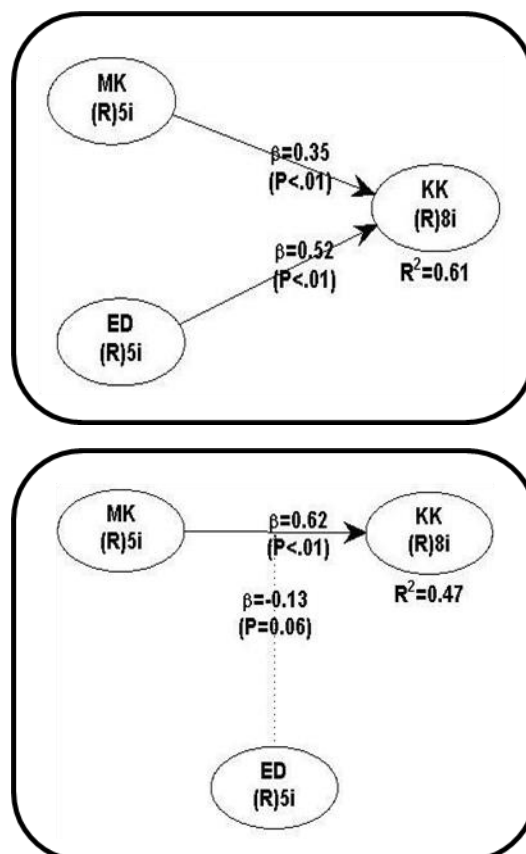 MK
(R)5i
β=0.35
(P<.01)
KK
(R)8i
R²=0.61
β=0.52
(P<.01)
ED
(R)5i
MK
(R)5i
β=0.62
(P<.01)
KK
(R)8i
R²=0.47
β=-0.13
(P=0.06)
ED
(R)5i